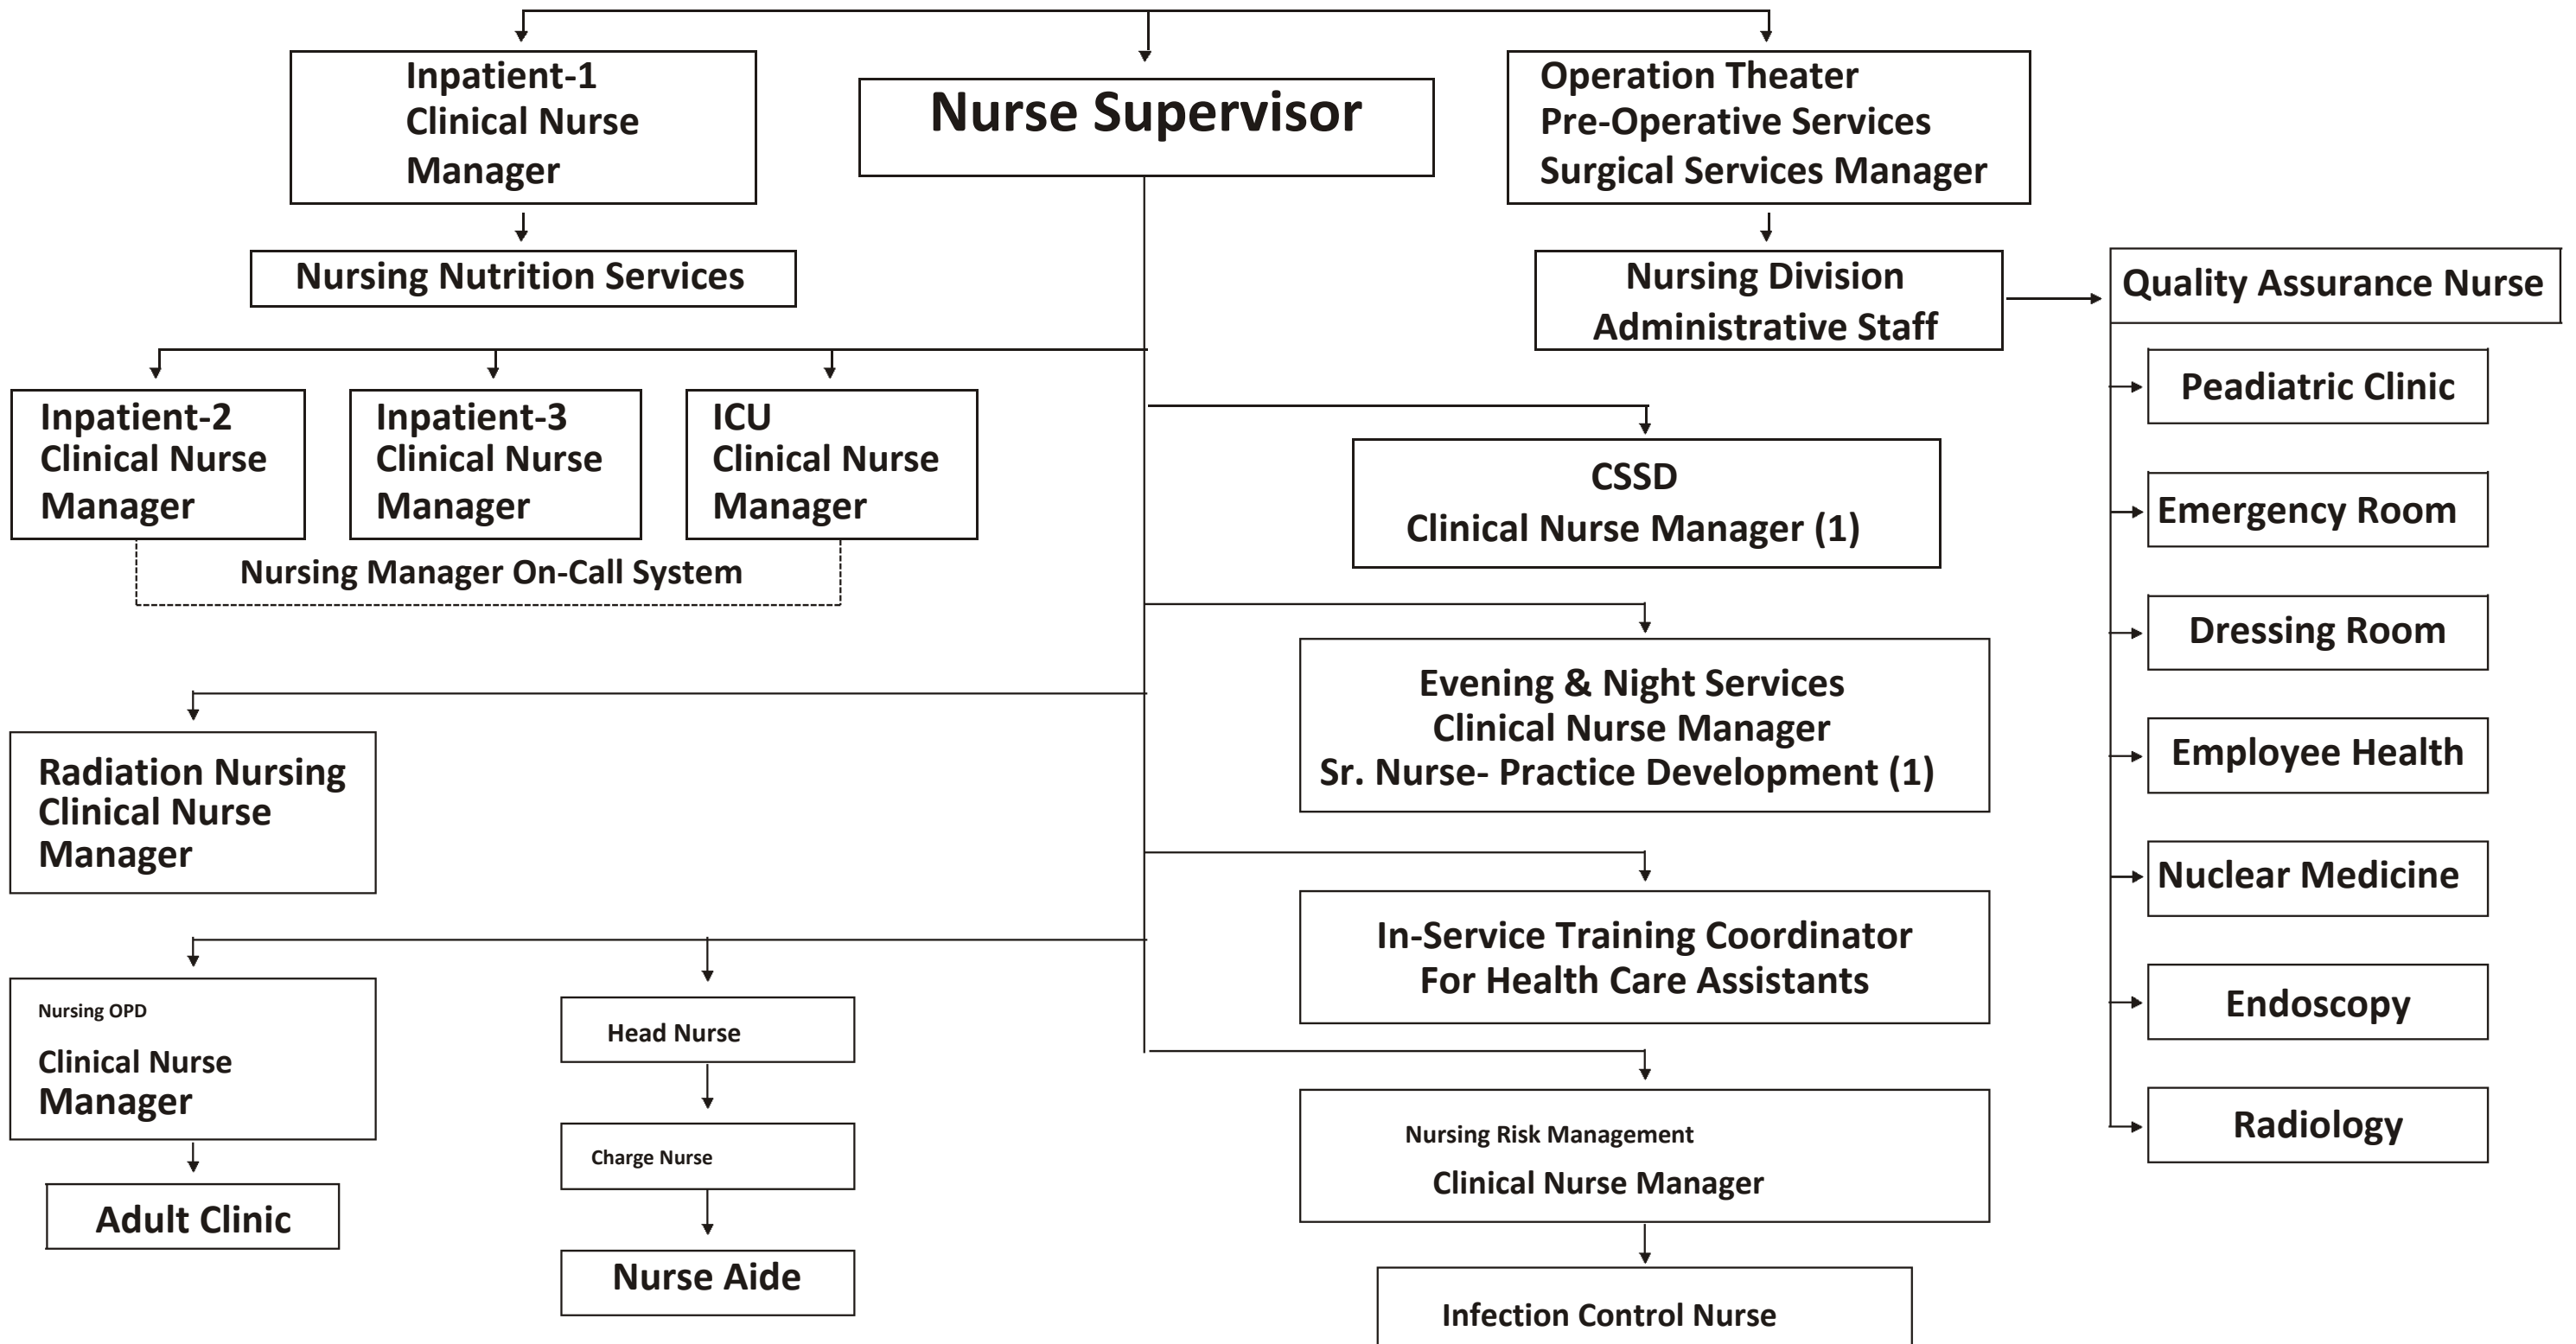 Inpatient-1
Clinical Nurse
Manager
Nurse Supervisor
Operation Theater
Pre-Operative Services
Surgical Services Manager
Nursing Nutrition Services
Nursing Division
Administrative Staff
Quality Assurance Nurse
Inpatient-2
Clinical Nurse
Manager
Inpatient-3
Clinical Nurse
Manager
ICU
Clinical Nurse
Manager
Nursing Manager On-Call System
CSSD
Clinical Nurse Manager (1)
Peadiatric Clinic
Emergency Room
Dressing Room
Employee Health
Nuclear Medicine
Endoscopy
Radiology
Evening & Night Services
Clinical Nurse Manager
Sr. Nurse- Practice Development (1)
Radiation Nursing
Clinical Nurse
Manager
In-Service Training Coordinator
For Health Care Assistants
Nursing OPD
Clinical Nurse
Manager
Adult Clinic
Head Nurse
Charge Nurse
Nurse Aide
Nursing Risk Management
Clinical Nurse Manager
Infection Control Nurse